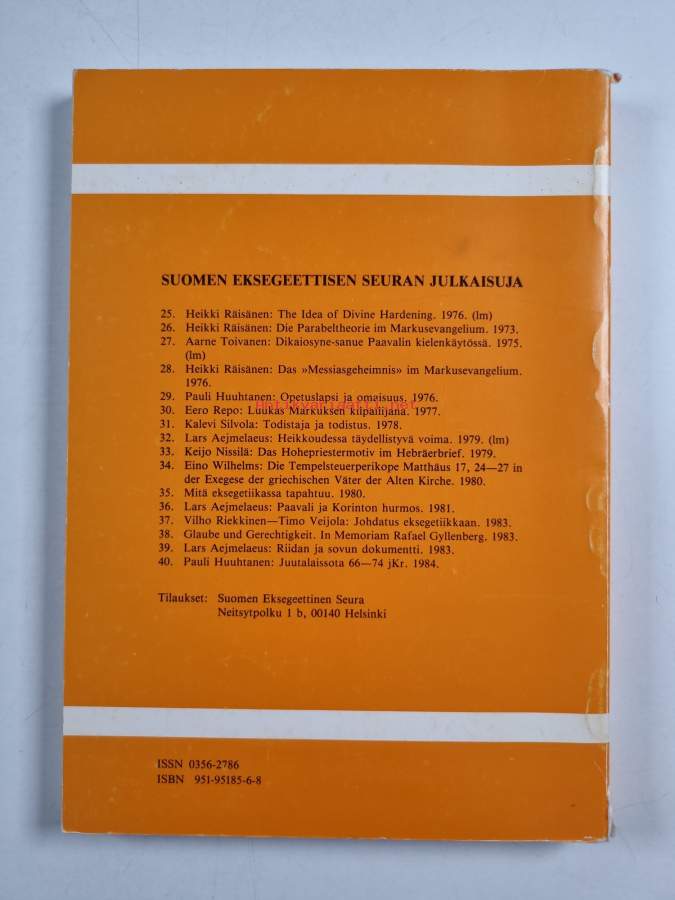 SUOMEN EKSEGEETTISEN SEURAN JULKAISUJA
25. Heikki Räisänen: The Idea of Divine Hardening. 1976. (lm)
26. Heikki Räisänen: Die Parabeltheorie im Markusevangelium. 1973.
27. Aarne Toivanen: Dikaiosyne-sanue Paavalin kielenkäytössä. 1975.
(lm)
28. Heikki Räisänen: Das »Messiasgeheimnis» im Markusevangelium.
1976.
29. Pauli Huuhtanen: Opetuslapsi ja omaisuus. 1976.
antikvariaatti.net
30. Eero Repo: Luukas Markuksen kilpailijana. 1977.
31. Kalevi Silvola: Todistaja ja todistus. 1978.
32. Lars Aejmelaeus: Heikkoudessa täydellistyvä voima. 1979. (lm)
33. Keijo Nissilä: Das Hohepriestermotiv im Hebräerbrief. 1979.
34. Eino Wilhelms: Die Tempelsteuerperikope Matthäus 17, 24—27 in
der Exegese der griechischen Väter der Alten Kirche. 1980.
35. Mitä eksegetiikassa tapahtuu. 1980.
36. Lars Aejmelaeus: Paavali ja Korinton hurmos. 1981.
37. Vilho Riekkinen—Timo Veijola: Johdatus eksegetiikkaan. 1983.
38. Glaube und Gerechtigkeit. In Memoriam Rafael Gyllenberg. 1983.
39. Lars Aejmelaeus: Riidan ja sovun dokumentti. 1983.
40. Pauli Huuhtanen: Juutalaissota 66—74 jKr. 1984.
Tilaukset: Suomen Eksegeettinen Seura
Neitsytpolku 1 b, 00140 Helsinki
ISSN 0356-2786
ISBN 951-95185-6-8